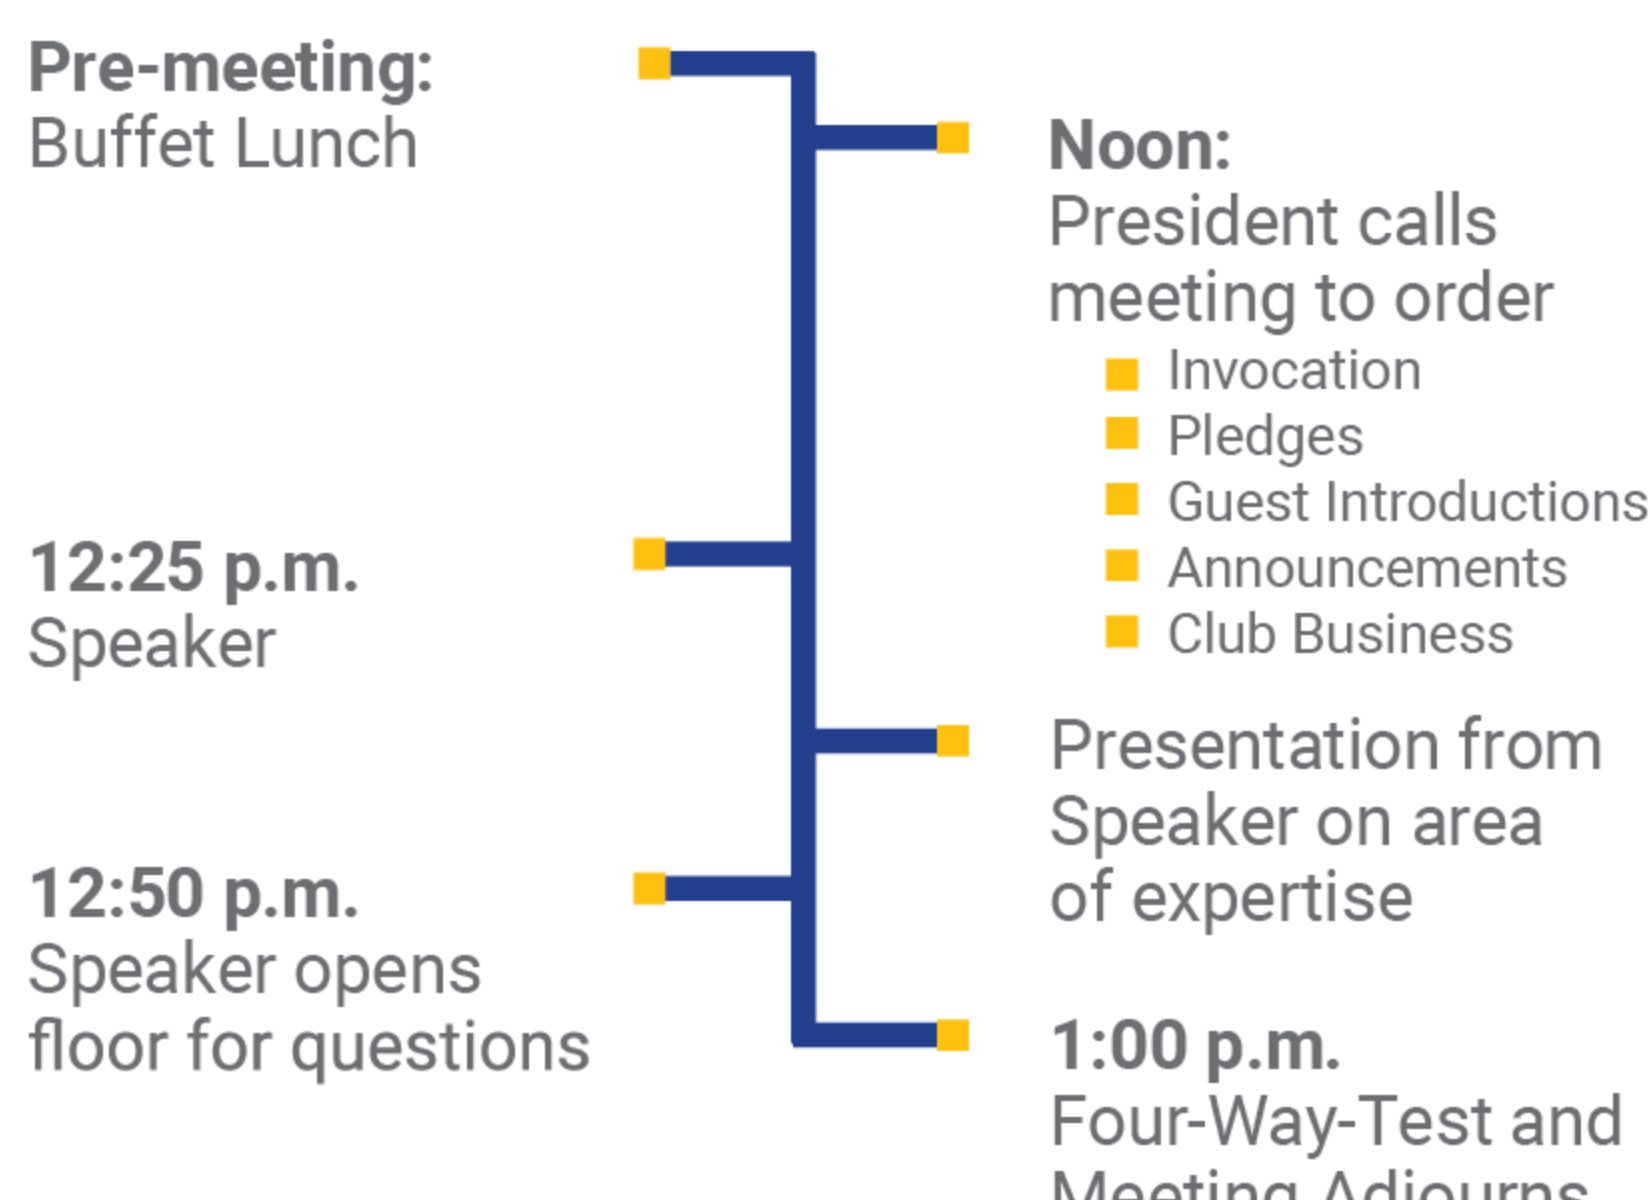 Pre-meeting:
Buffet Lunch
Noon:
President calls
meeting to order
Invocation
Pledges
Guest Introductions
Announcements
Club Business
12:25 p.m.
Speaker
Presentation from
Speaker on area
of expertise
12:50 p.m.
Speaker opens
floor for questions
1:00 p.m.
Four-Way-Test and
Meeting Adjourns